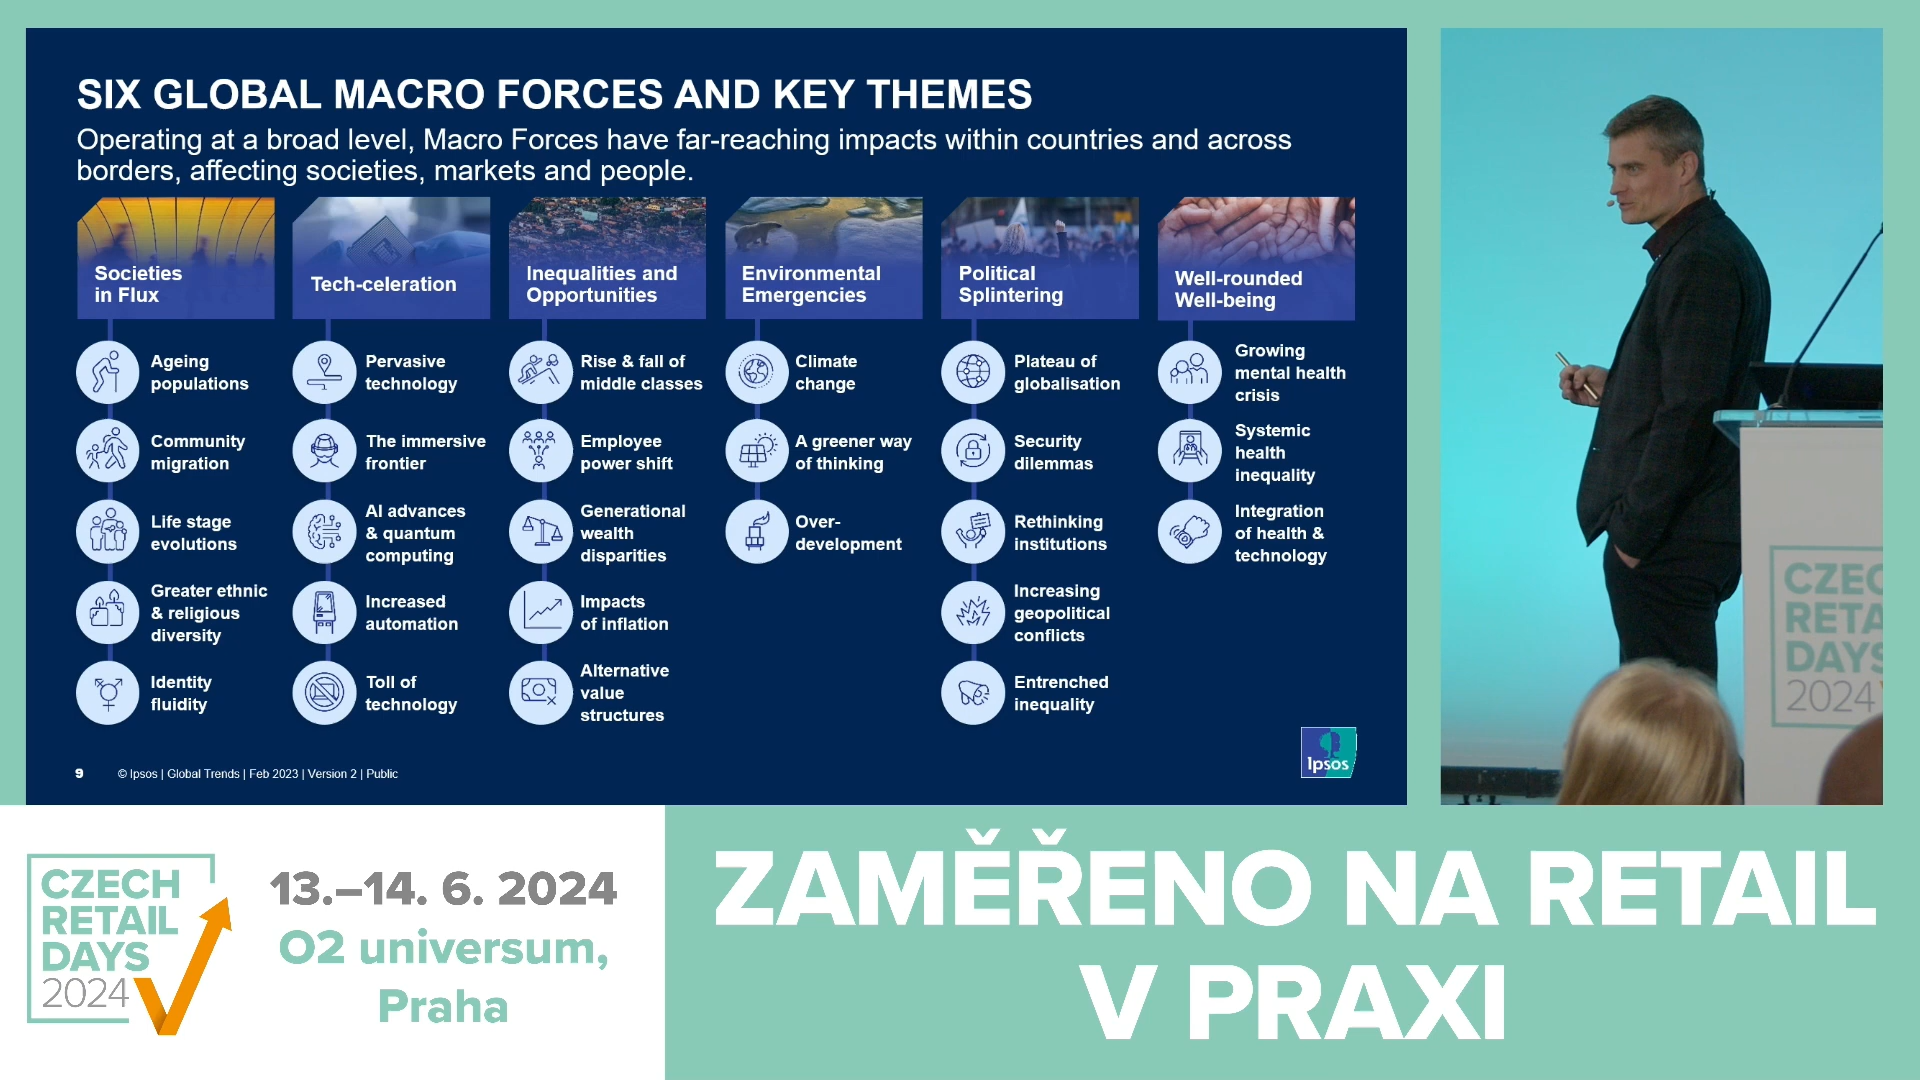 SIX GLOBAL MACRO FORCES AND KEY THEMES
Operating at a broad level, Macro Forces have far-reaching impacts within countries and across
borders, affecting societies, markets and people.
Societies
in Flux
Ageing
populations
Community
migration
Life stage
evolutions
Greater ethnic
& religious
diversity
Identity
fluidity
Tech-celeration
Pervasive
technology
The immersive
frontier
AI advances
& quantum
computing
Increased
automation
Toll of
technology
Inequalities and
Opportunities
Rise & fall of
middle classes
Employee
power shift
Generational
wealth
disparities
Impacts
of inflation
Alternative
value
structures
Environmental
Emergencies
Climate
change
A greener way
of thinking
Over-
development
Political
Splintering
Plateau of
globalisation
Security
dilemmas
Rethinking
institutions
Increasing
geopolitical
conflicts
Entrenched
inequality
Well-rounded
Well-being
Growing
mental health
crisis
Systemic
health
inequality
Integration
of health &
technology
9 © Ipsos | Global Trends | Feb 2023 | Version 2 | Public
Ipsos
CZEC
RETA
DAYS
2024
CZECH
RETAIL
DAYS
2024
13.–14. 6. 2024
O2 universum,
Praha
ZAMĚŘENO NA RETAIL
V PRAXI